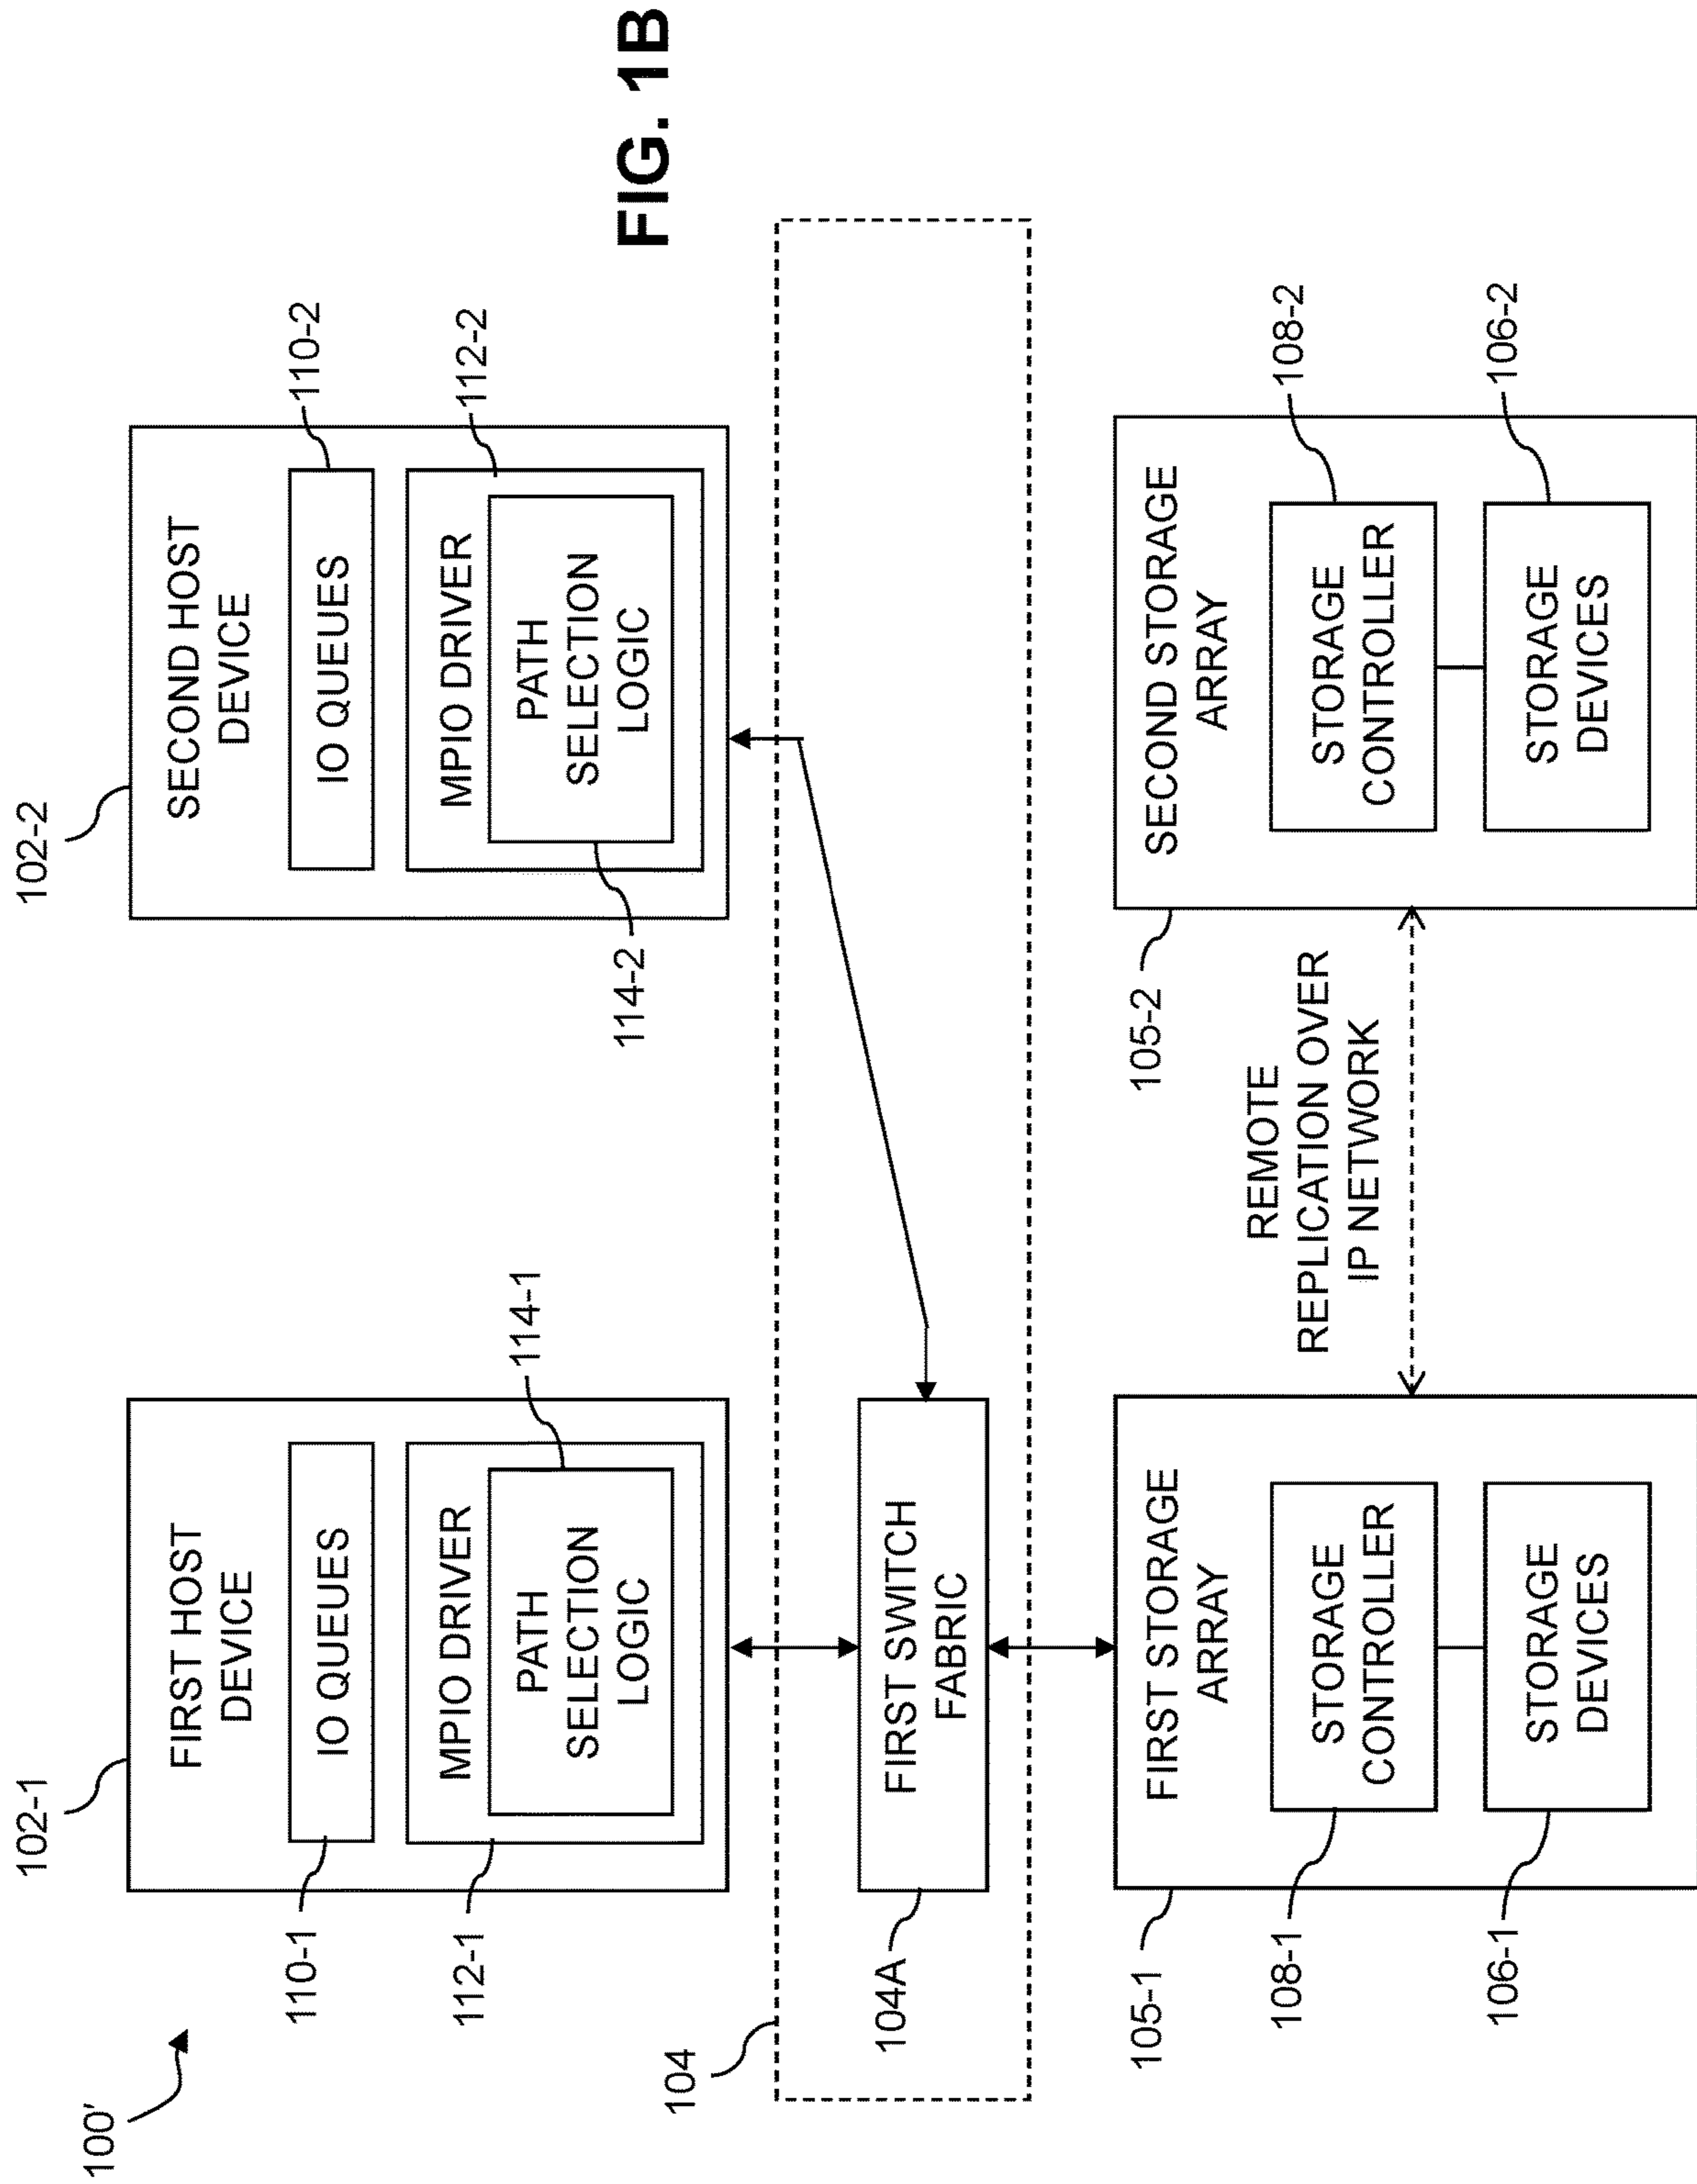 100′
102-1
FIRST HOST
DEVICE
110-1
IO QUEUES
112-1
MPIO DRIVER
PATH
SELECTION
LOGIC
114-1
102-2
SECOND HOST
DEVICE
IO QUEUES
110-2
MPIO DRIVER
112-2
PATH
SELECTION
LOGIC
114-2
FIG. 1B
104
104A
FIRST SWITCH
FABRIC
105-1
FIRST STORAGE
ARRAY
108-1
STORAGE
CONTROLLER
106-1
STORAGE
DEVICES
REMOTE
REPLICATION OVER
IP NETWORK
105-2
SECOND STORAGE
ARRAY
STORAGE
CONTROLLER
108-2
STORAGE
DEVICES
106-2